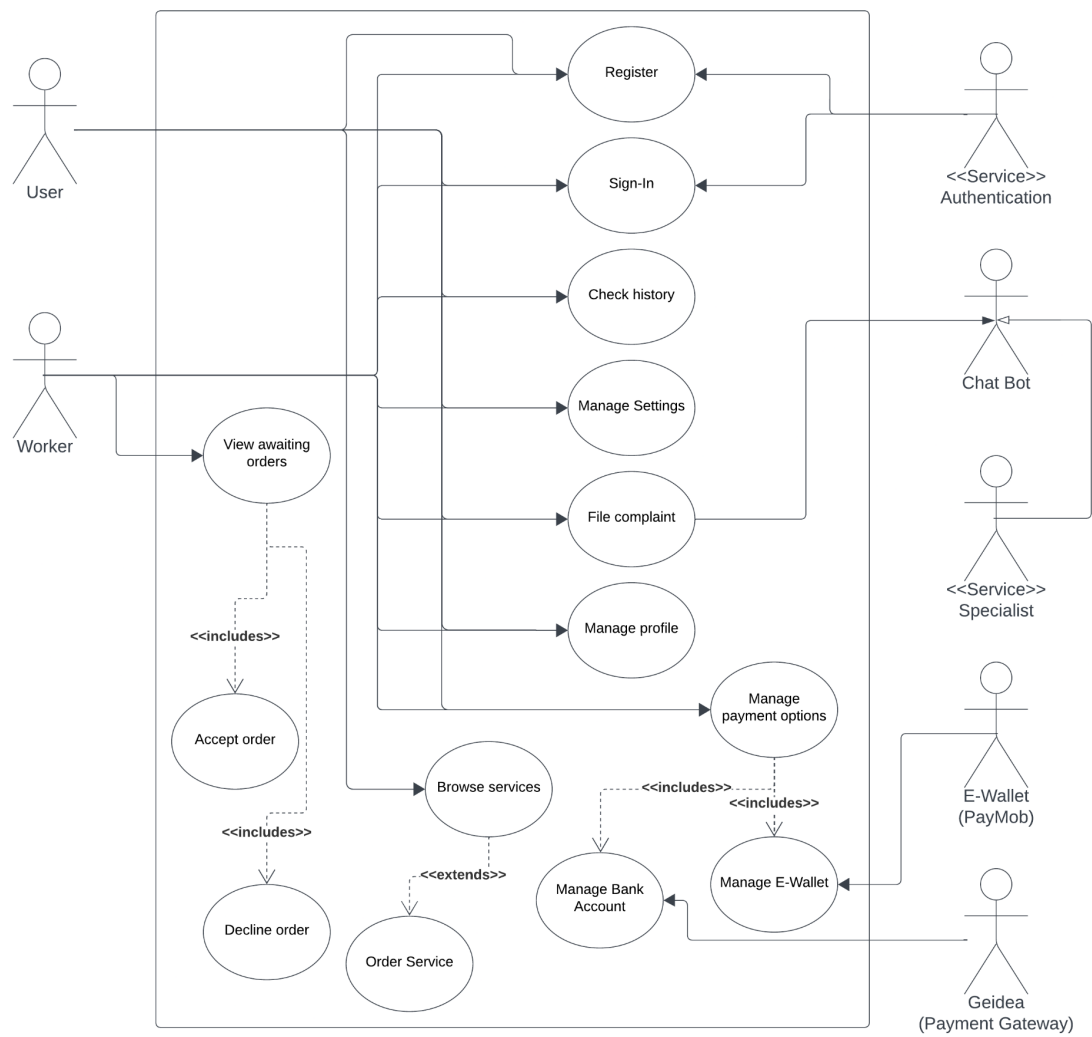 Register
User
<<Service>>
Authentication
Sign-In
Check history
Chat Bot
Worker
View awaiting
orders
Manage Settings
File complaint
<<Service>>
Specialist
<<includes>>
Manage profile
Accept order
Manage
payment options
Browse services
<<includes>>
<<includes>>
E-Wallet
(PayMob)
<<includes>>
<<extends>>
Manage Bank
Account
Manage E-Wallet
Decline order
Order Service
Geidea
(Payment Gateway)